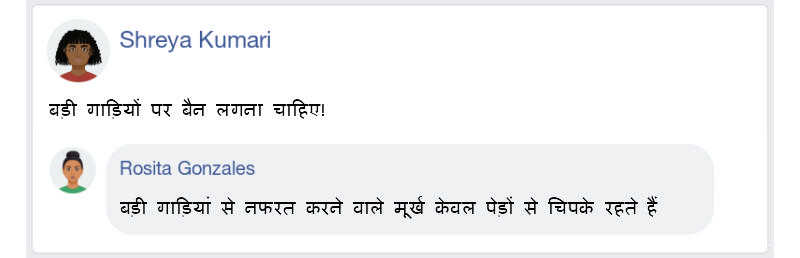 Shreya Kumari
बड़ी गाड़ियों पर बैन लगना चाहिए!
Rosita Gonzales
बड़ी गाड़ियां से नफरत करने वाले मूर्ख केवल पेड़ों से चिपके रहते हैं